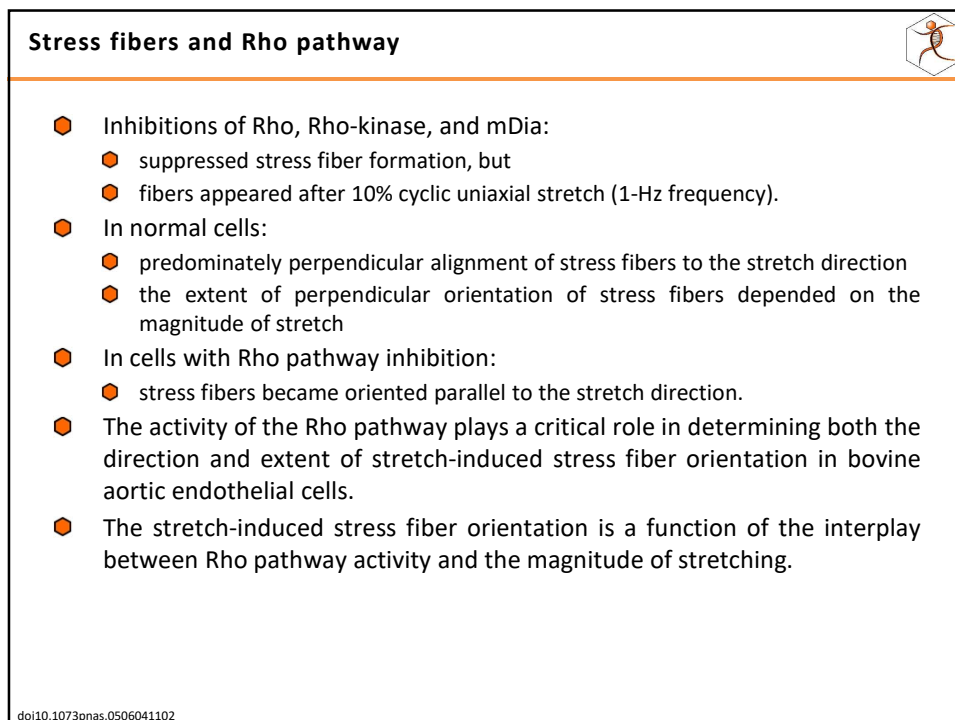 Stress fibers and Rho pathway
Inhibitions of Rho, Rho-kinase, and mDia:
suppressed stress fiber formation, but
fibers appeared after 10% cyclic uniaxial stretch (1-Hz frequency).
In normal cells:
predominately perpendicular alignment of stress fibers to the stretch direction
the extent of perpendicular orientation of stress fibers depended on the
magnitude of stretch
In cells with Rho pathway inhibition:
stress fibers became oriented parallel to the stretch direction.
The activity of the Rho pathway plays a critical role in determining both the
direction and extent of stretch-induced stress fiber orientation in bovine
aortic endothelial cells.
The stretch-induced stress fiber orientation is a function of the interplay
between Rho pathway activity and the magnitude of stretching.
doi10.1073pnas.0506041102